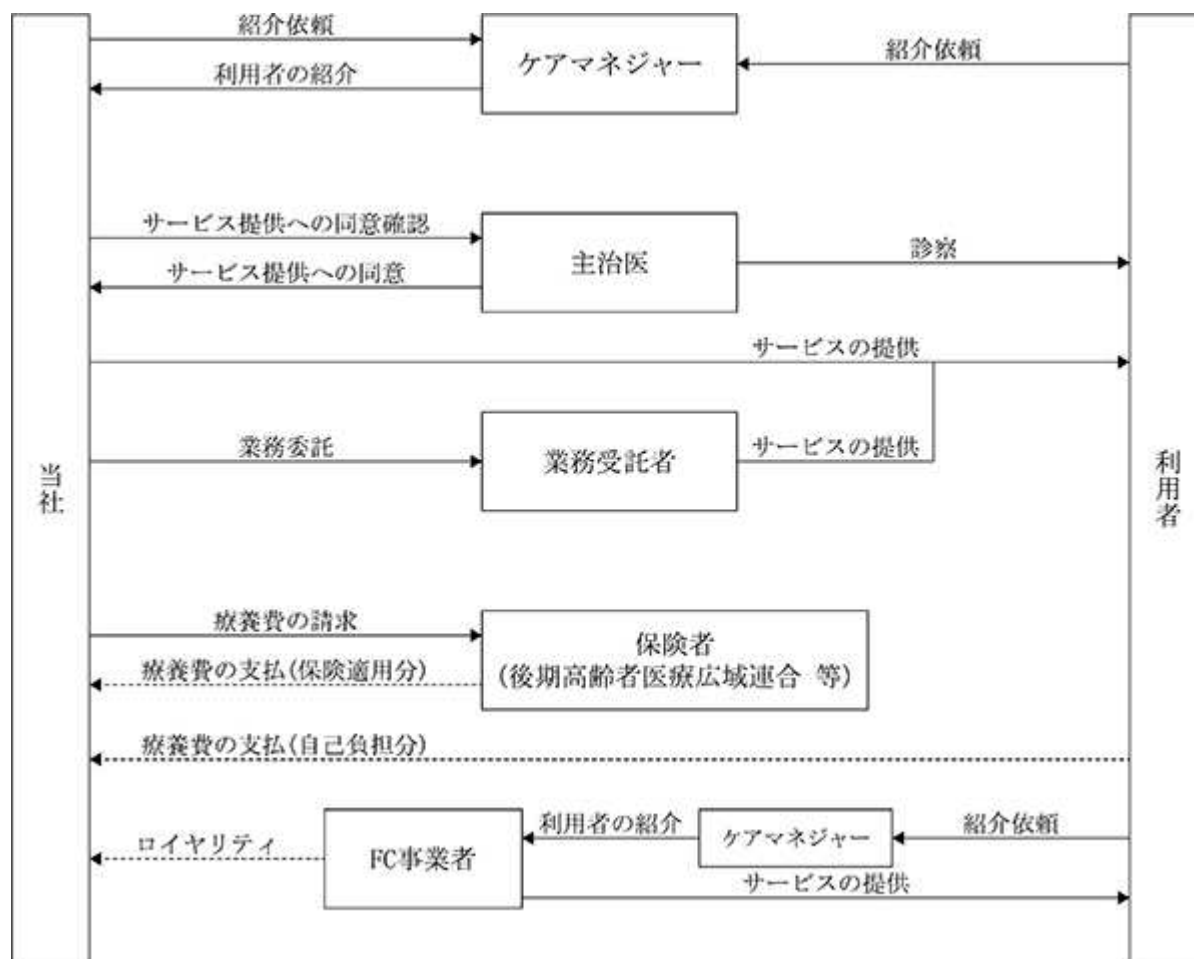 紹介依頼
利用者の紹介
ケアマネジャー
紹介依頼
サービス提供への同意確認
サービス提供への同意
主治医
診察
サービスの提供
業務委託
業務受託者
サービスの提供
当社
利用者
療養費の請求
療養費の支払(保険適用分)
保険者
(後期高齢者医療広域連合 等)
療養費の支払(自己負担分)
ロイヤリティ
FC事業者
利用者の紹介
ケアマネジャー
紹介依頼
サービスの提供